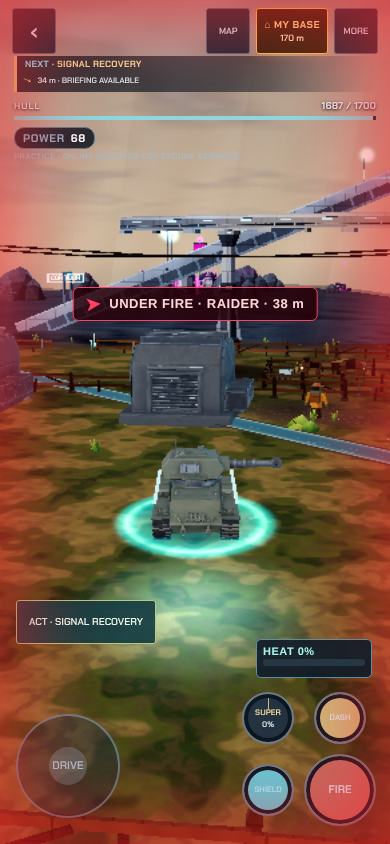 MAP
⌂ MY BASE
170 m
MORE
NEXT · SIGNAL RECOVERY
→ 34 m · BRIEFING AVAILABLE
HULL
1687 / 1700
POWER 68
UNDER FIRE · RAIDER · 38 m
ACT · SIGNAL RECOVERY
HEAT 0%
SUPER
0%
DASH
DRIVE
SHIELD
FIRE